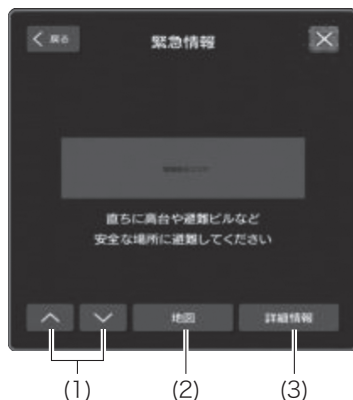 戻る
緊急情報
直ちに高台や避難ビルなど
安全な場所に避難してください
地図
詳細情報
(1)
(2)
(3)